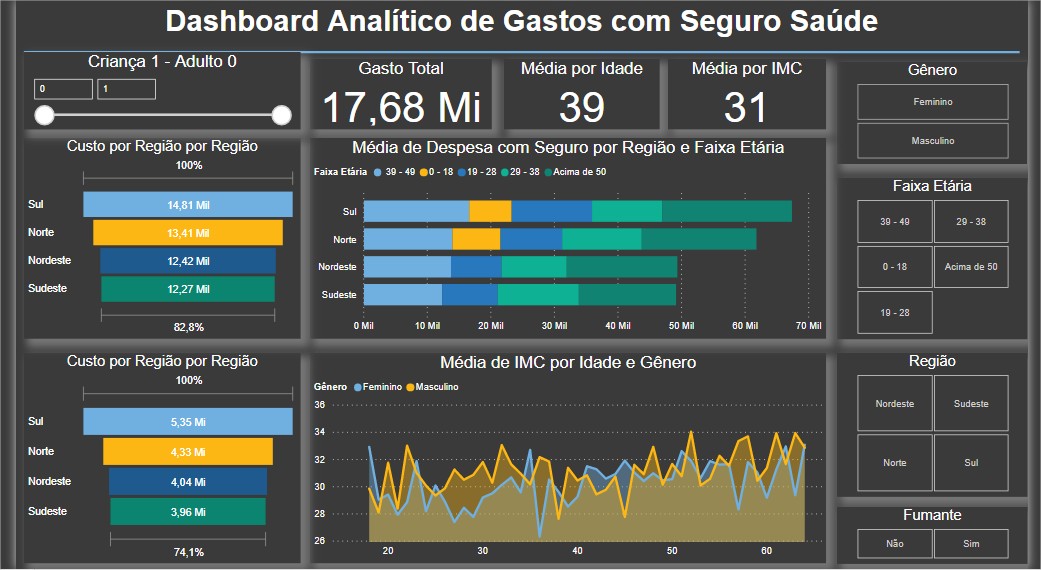 Dashboard Analítico de Gastos com Seguro Saúde
Criança 1 - Adulto 0
0
1
Gasto Total
17,68 Mi
Média por Idade
39
Média por IMC
31
Gênero
Feminino
Masculino
Custo por Região por Região
100%
Sul
14,81 Mil
Norte
13,41 Mil
Nordeste
12,42 Mil
Sudeste
12,27 Mil
82,8%
Média de Despesa com Seguro por Região e Faixa Etária
Faixa Etária 39 - 49 0 - 18 19 - 28 29 - 38 Acima de 50
Sul
Norte
Nordeste
Sudeste
0 Mil 10 Mil 20 Mil 30 Mil 40 Mil 50 Mil 60 Mil 70 Mil
Faixa Etária
39 - 49
29 - 38
0 - 18
Acima de 50
19 - 28
Custo por Região por Região
100%
Sul
5,35 Mi
Norte
4,33 Mi
Nordeste
4,04 Mi
Sudeste
3,96 Mi
74,1%
Média de IMC por Idade e Gênero
Gênero Feminino Masculino
36
34
32
30
28
26
20 30 40 50 60
Região
Nordeste
Sudeste
Norte
Sul
Fumante
Não
Sim